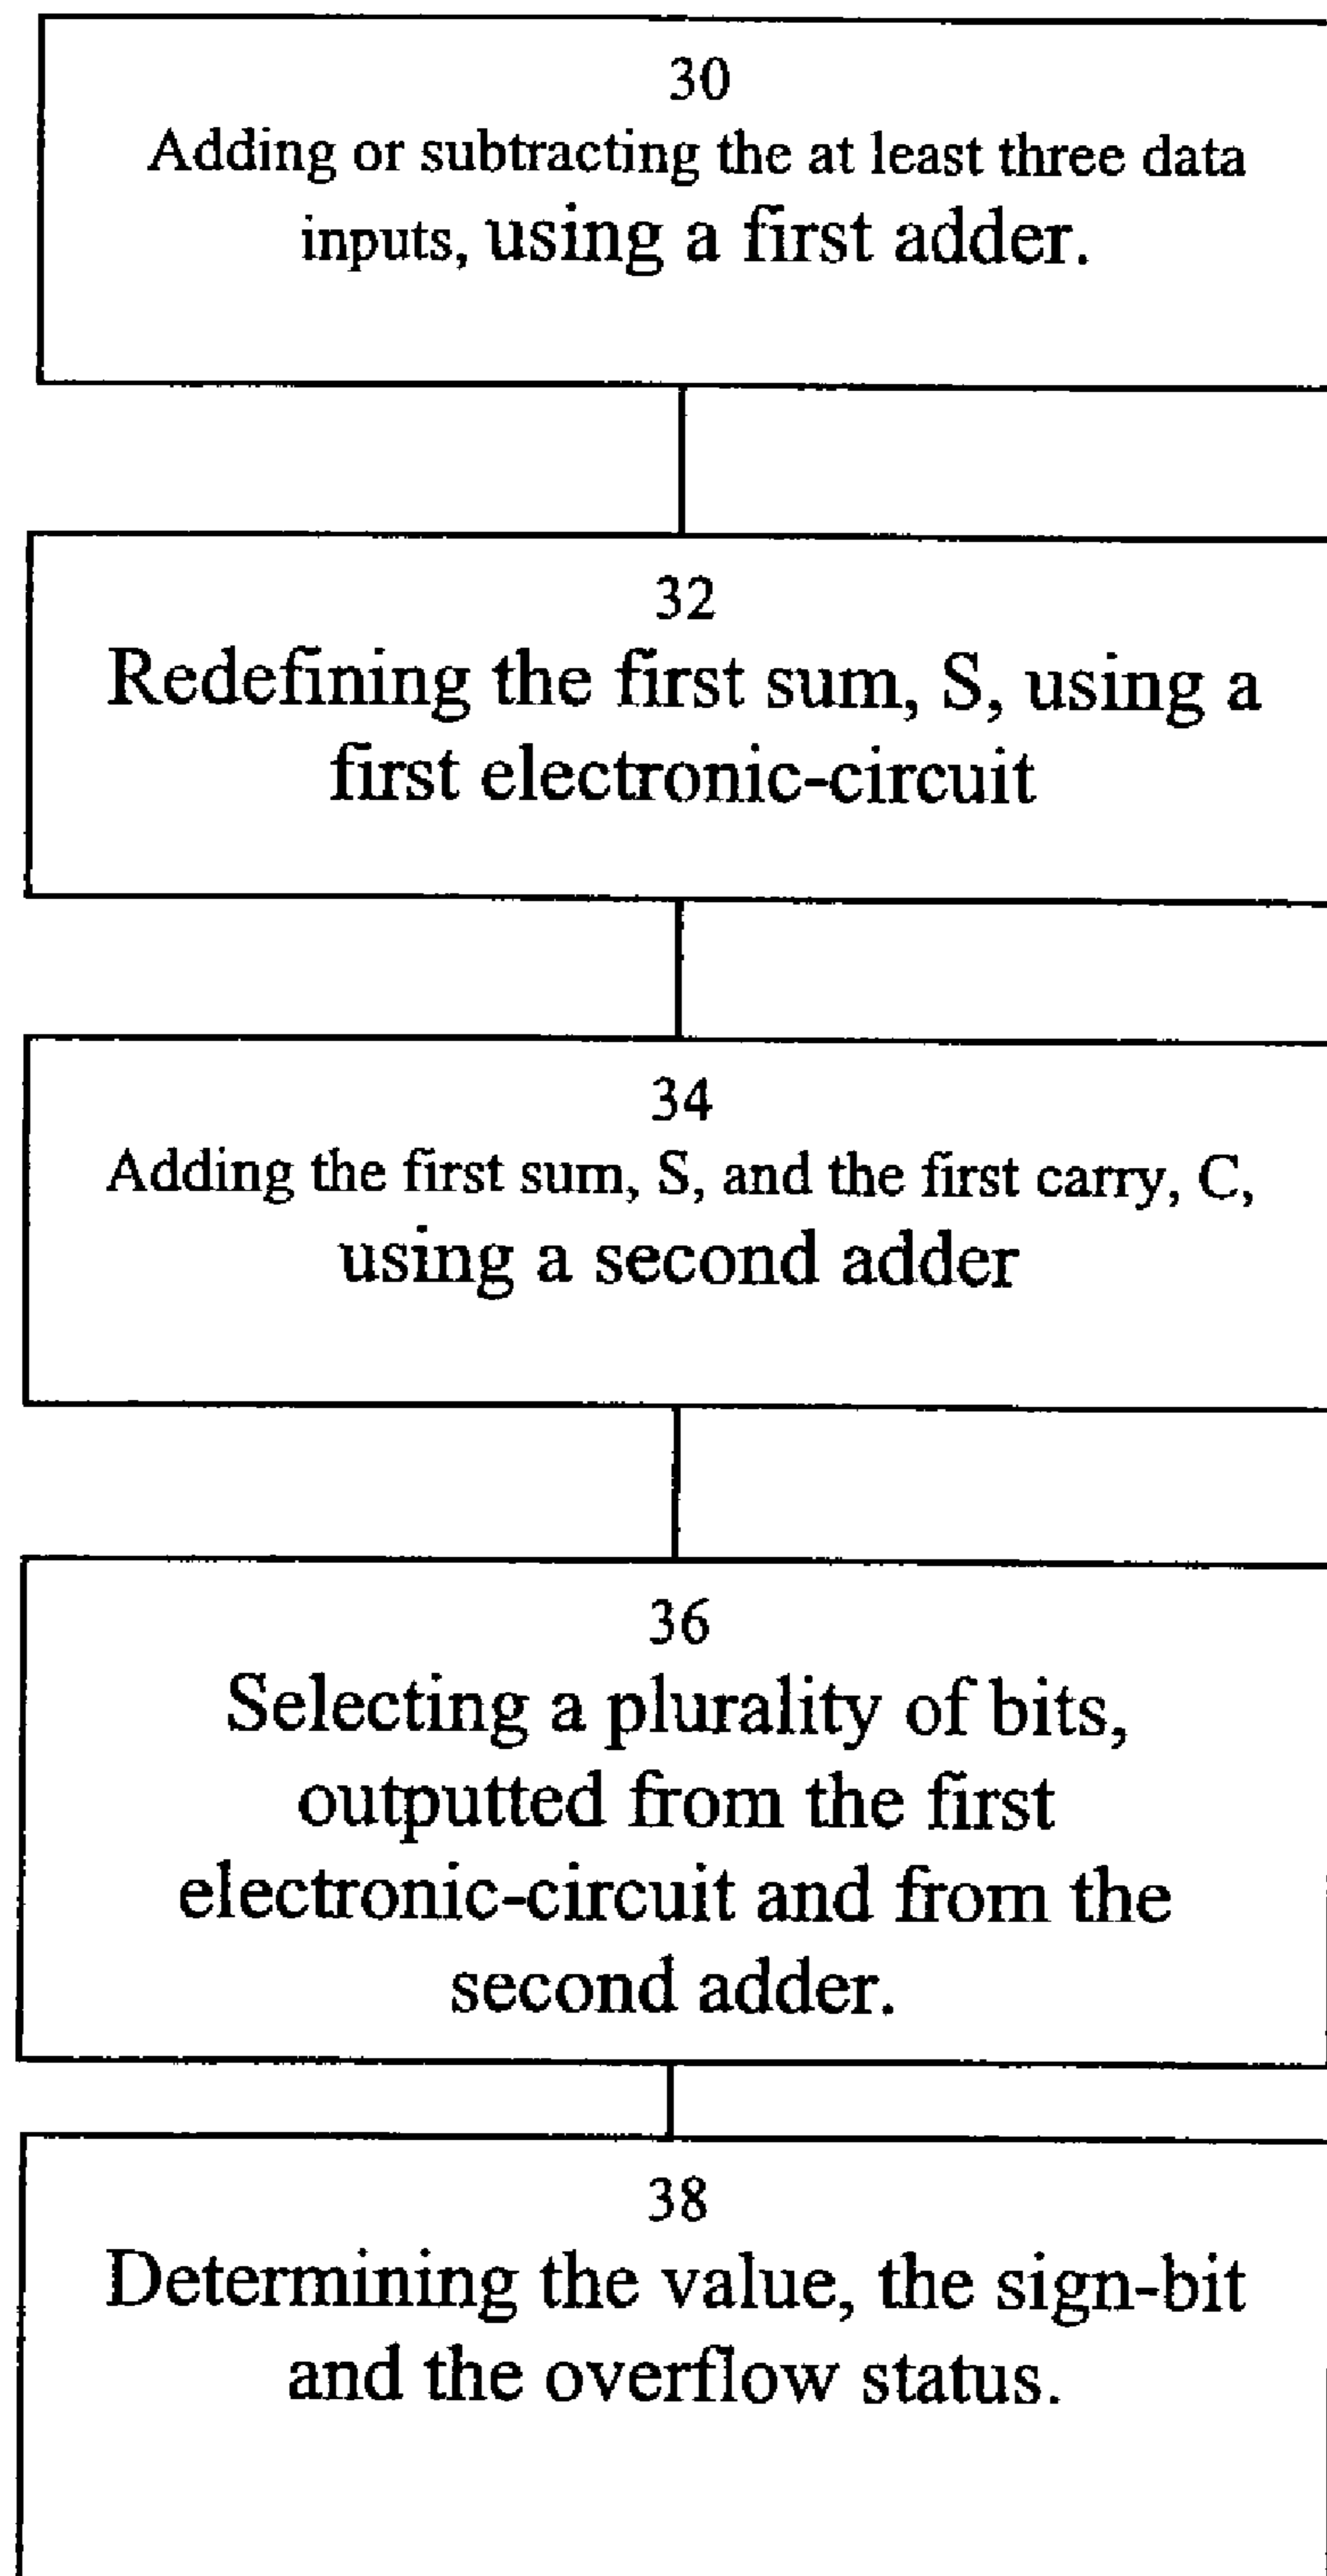 30
Adding or subtracting the at least three data
inputs, using a first adder.
32
Redefining the first sum, S, using a
first electronic-circuit
34
Adding the first sum, S, and the first carry, C,
using a second adder
36
Selecting a plurality of bits,
outputted from the first
electronic-circuit and from the
second adder.
38
Determining the value, the sign-bit
and the overflow status.